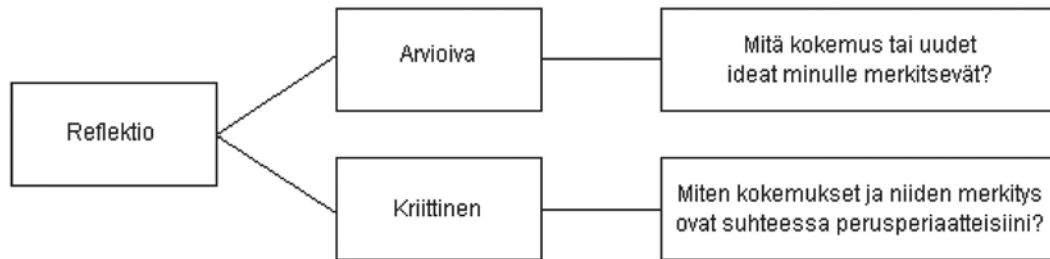 Reflektio
Arvioiva
Mitä kokemus tai uudet
ideat minulle merkitsevät?
Kriittinen
Miten kokemukset ja niiden merkitys
ovat suhteessa perusperiaatteisiini?